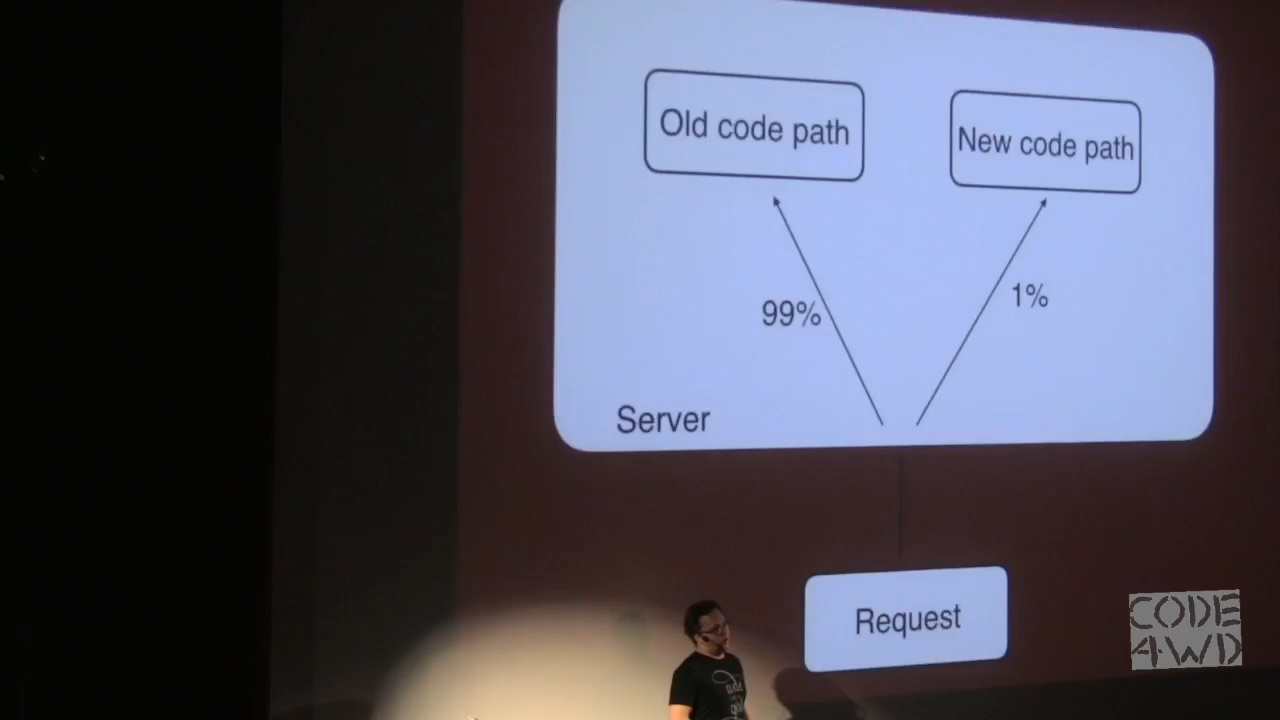 Old code path
New code path
99%
1%
Server
Request
CODE
4WD